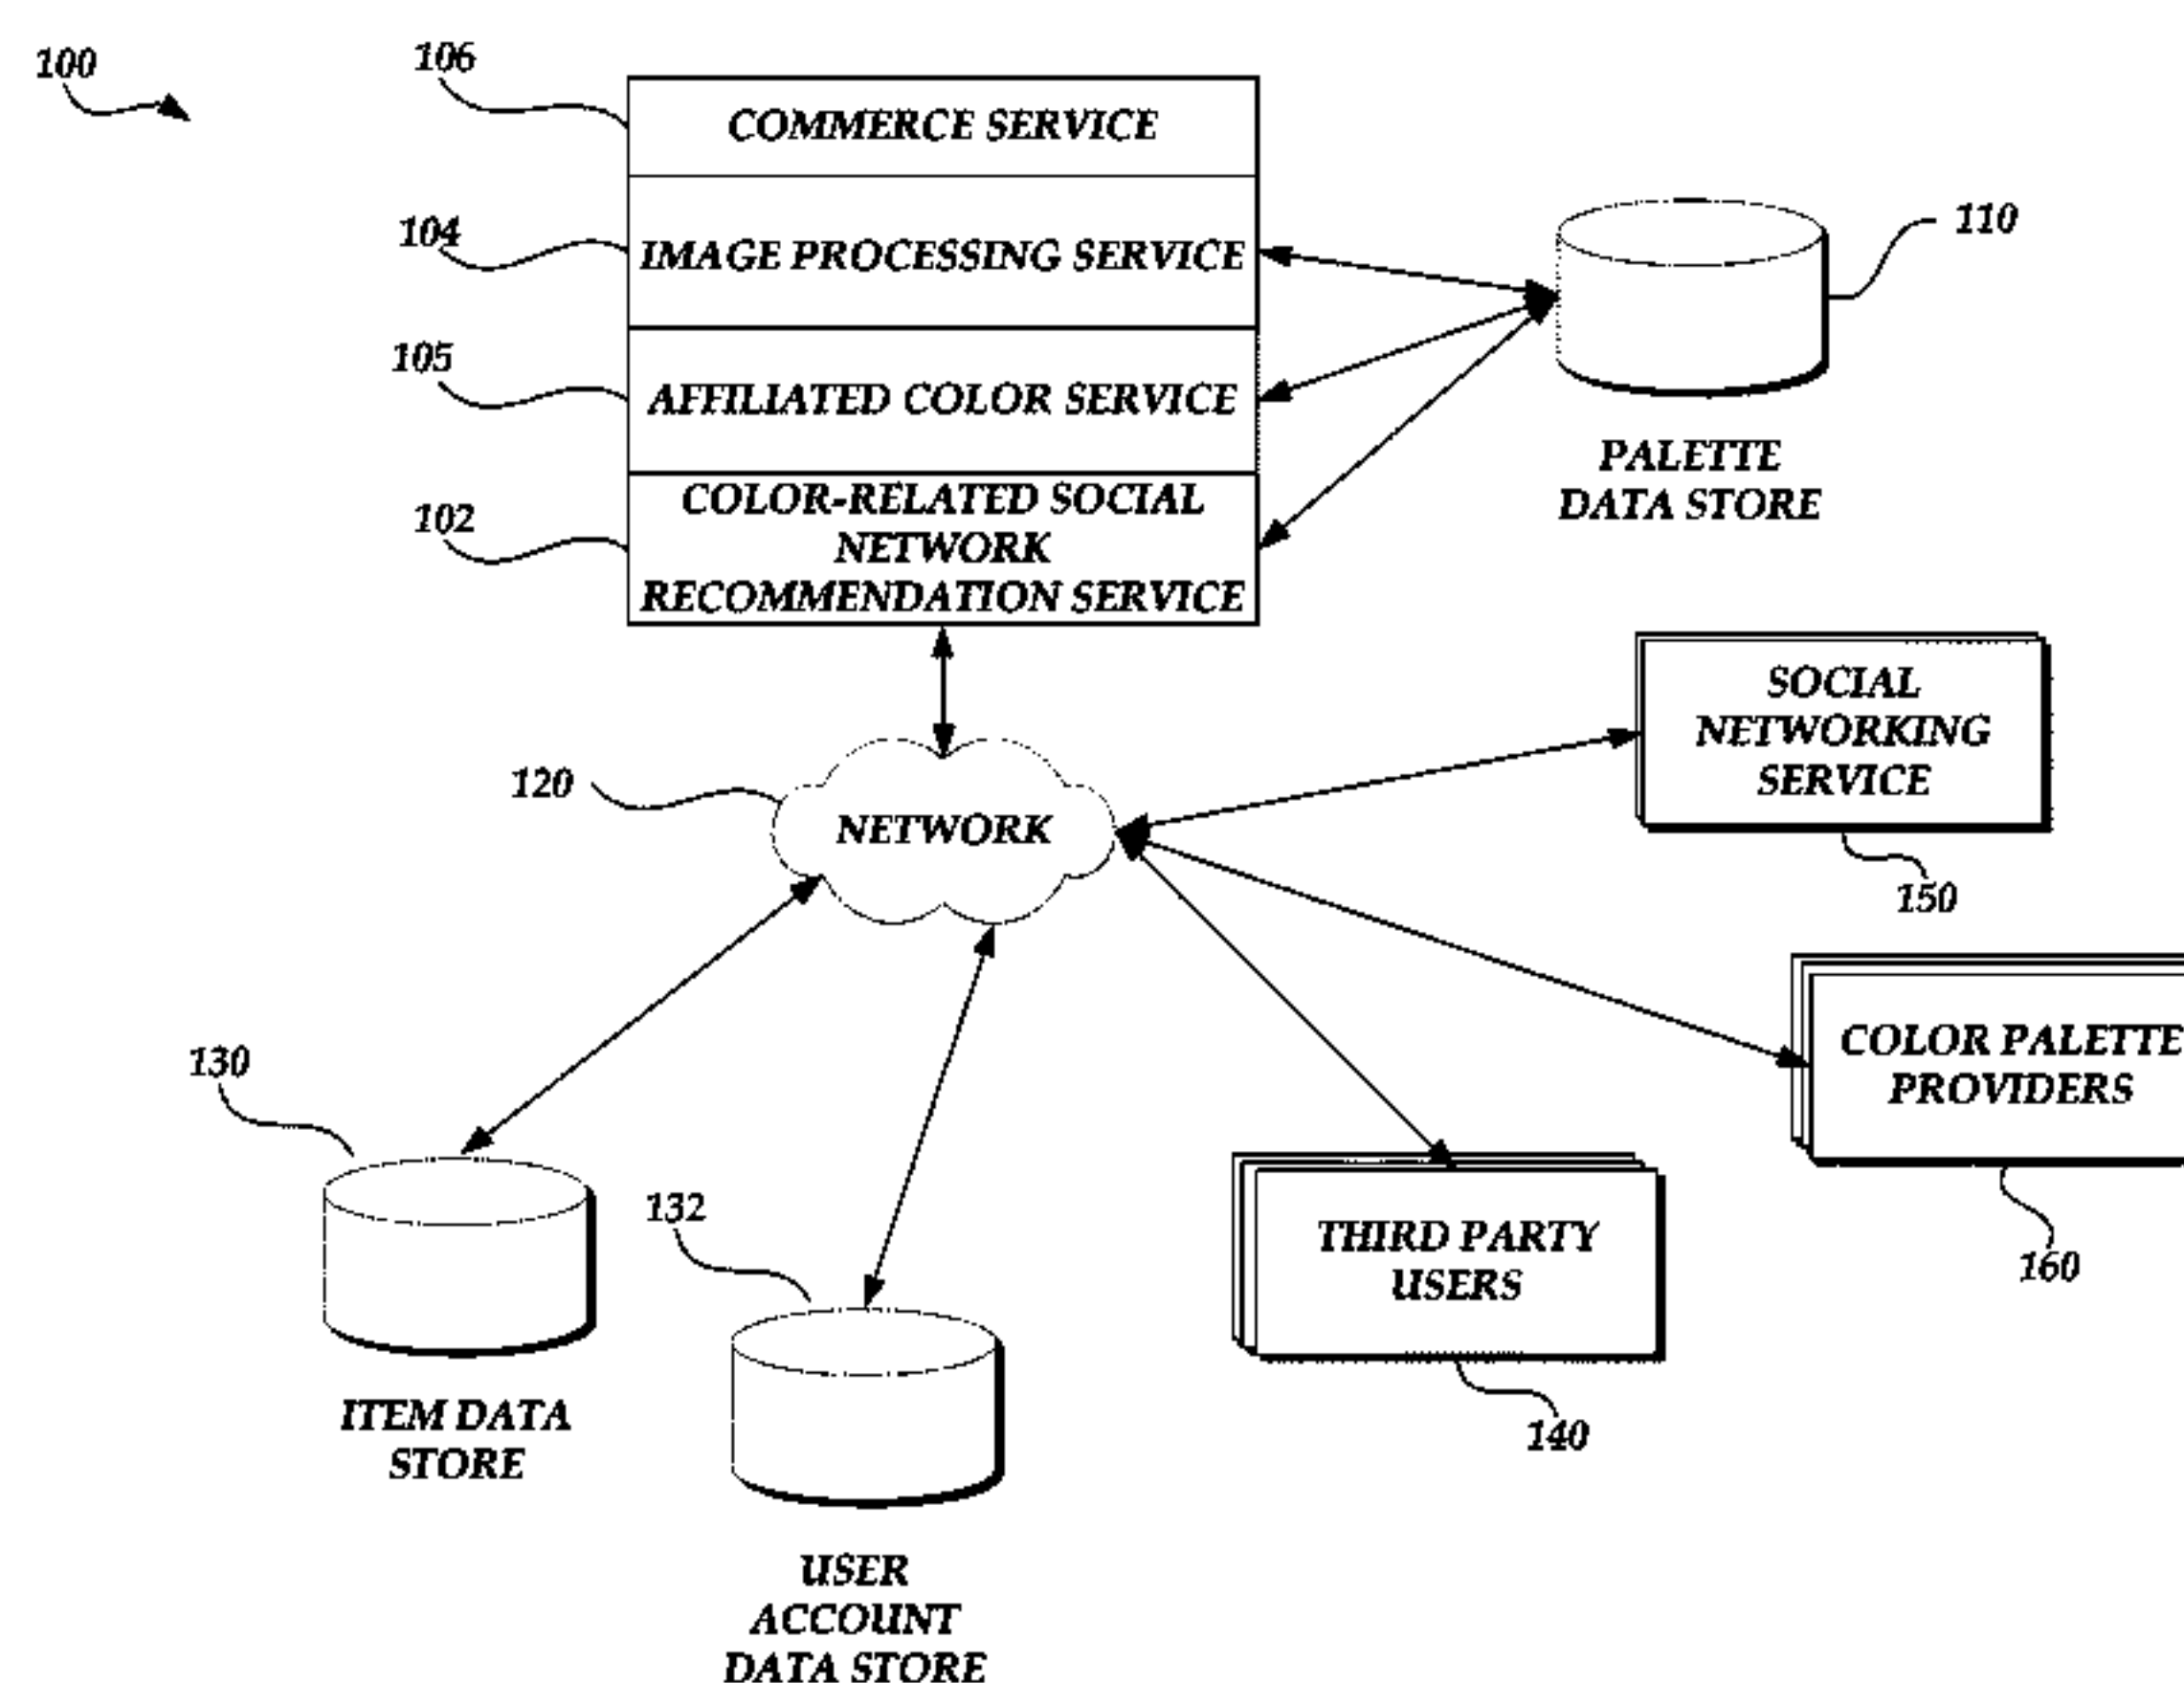 100
106
COMMERCE SERVICE
104
IMAGE PROCESSING SERVICE
110
105
AFFILIATED COLOR SERVICE
PALETTE
DATA STORE
102
COLOR-RELATED SOCIAL
NETWORK
RECOMMENDATION SERVICE
SOCIAL
NETWORKING
SERVICE
150
120
NETWORK
COLOR PALETTE
PROVIDERS
160
130
ITEM DATA
STORE
132
USER
ACCOUNT
DATA STORE
THIRD PARTY
USERS
140